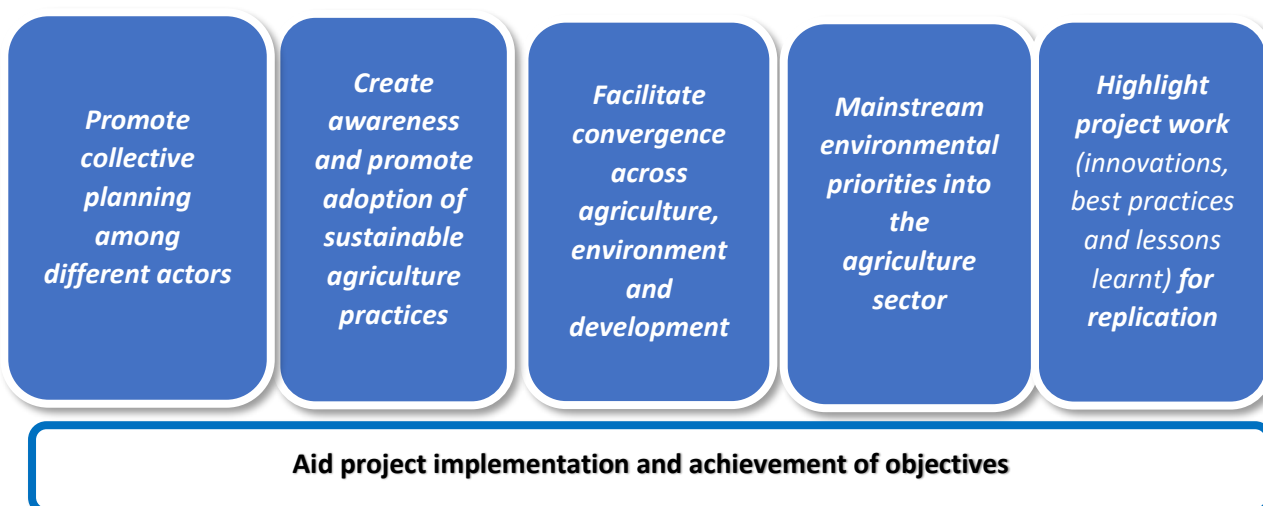 Promote
collective
planning
among
different actors
Create
awareness
and promote
adoption of
sustainable
agriculture
practices
Facilitate
convergence
across
agriculture,
environment
and
development
Mainstream
environmental
priorities into
the
agriculture
sector
Highlight
project work
(innovations,
best practices
and lessons
learnt) for
replication
Aid project implementation and achievement of objectives